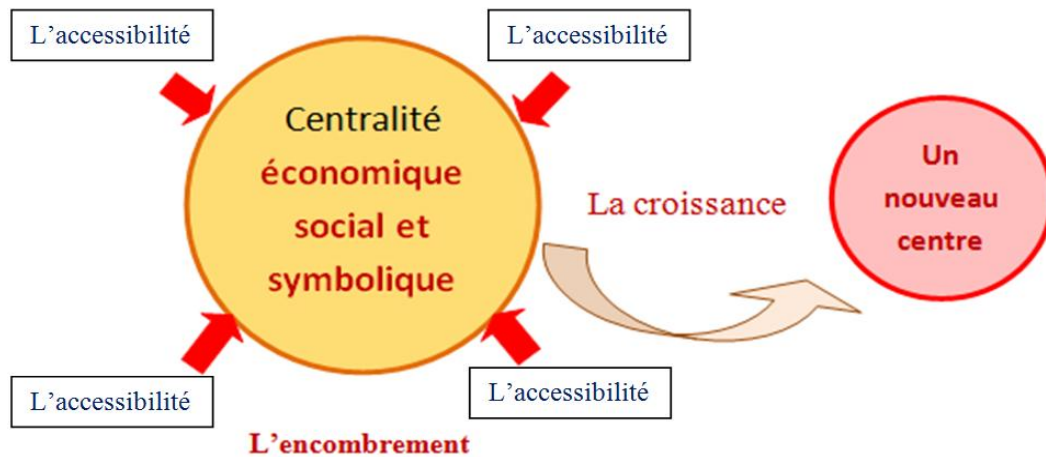 L'accessibilité
L'accessibilité
Centralité
économique
social et
symbolique
La croissance
Un
nouveau
centre
L'accessibilité
L'accessibilité
L'encombrement